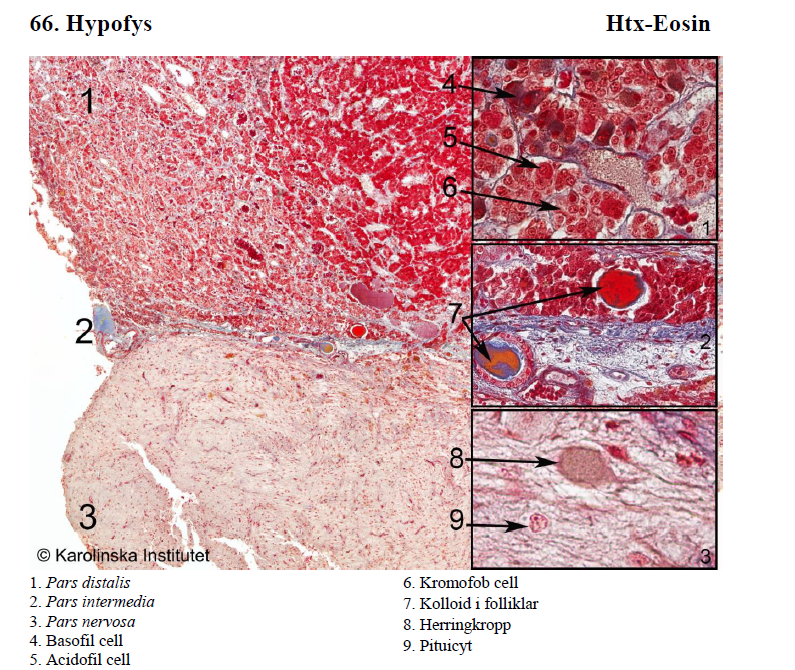 66. Hypofys
Htx-Eosin
1
4
5
6
1
2
7
2
8
3
9
3
© Karolinska Institutet
1. Pars distalis
2. Pars intermedia
3. Pars nervosa
4. Basofil cell
5. Acidofil cell
6. Kromofob cell
7. Kolloid i folliklar
8. Herringkropp
9. Pituicyt